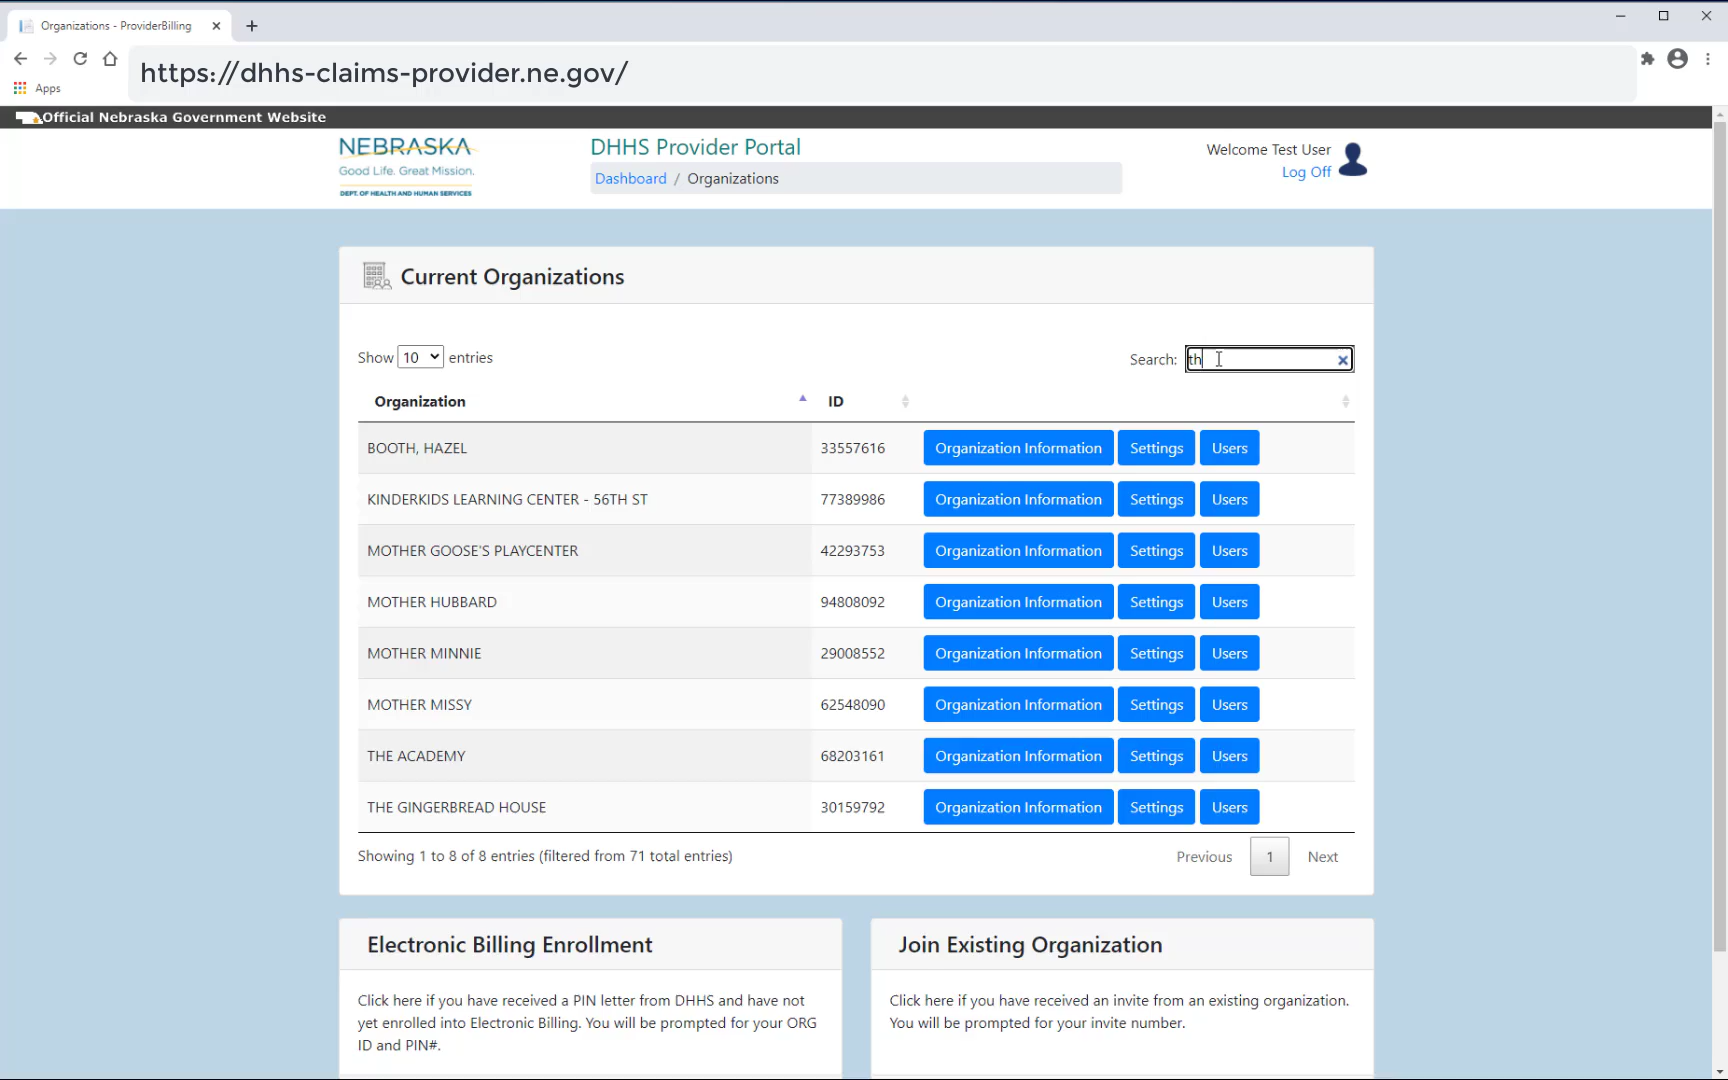 Organizations - ProviderBilling
https://dhhs-claims-provider.ne.gov/
Apps
Official Nebraska Government Website
NEBRASKA
Good Life. Great Mission.
DEPT. OF HEALTH AND HUMAN SERVICES
DHHS Provider Portal
Dashboard / Organizations
Welcome Test User
Log Off
Current Organizations
Show 10 entries
Search: th
Organization ID
BOOTH, HAZEL 33557616 Organization Information Settings Users
KINDERKIDS LEARNING CENTER - 56TH ST 77389986 Organization Information Settings Users
MOTHER GOOSE'S PLAYCENTER 42293753 Organization Information Settings Users
MOTHER HUBBARD 94808092 Organization Information Settings Users
MOTHER MINNIE 29008552 Organization Information Settings Users
MOTHER MISSY 62548090 Organization Information Settings Users
THE ACADEMY 68203161 Organization Information Settings Users
THE GINGERBREAD HOUSE 30159792 Organization Information Settings Users
Showing 1 to 8 of 8 entries (filtered from 71 total entries)
Previous 1 Next
Electronic Billing Enrollment
Click here if you have received a PIN letter from DHHS and have not
yet enrolled into Electronic Billing. You will be prompted for your ORG
ID and PIN#.
Join Existing Organization
Click here if you have received an invite from an existing organization.
You will be prompted for your invite number.